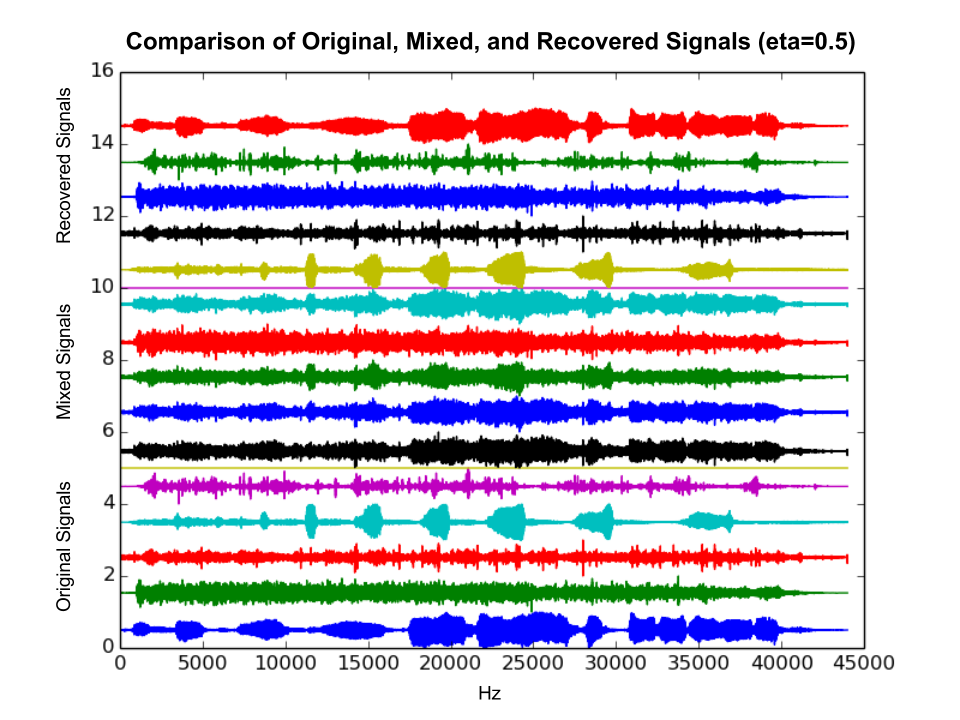 Comparison of Original, Mixed, and Recovered Signals (eta=0.5)
Recovered Signals
Mixed Signals
Original Signals
16
14
12
10
8
6
4
2
0
0 5000 10000 15000 20000 25000 30000 35000 40000 45000
Hz